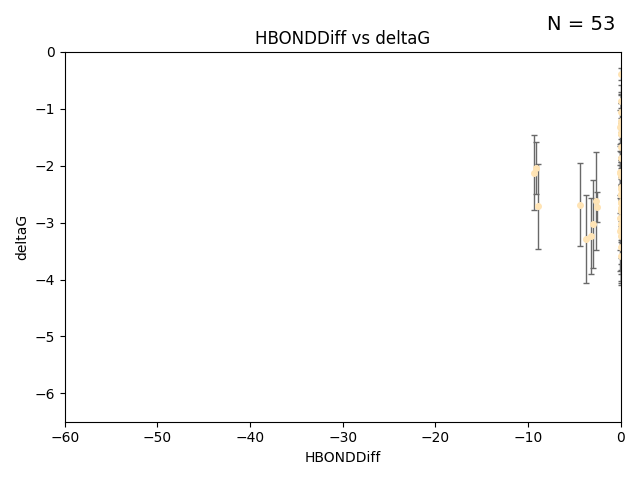 N = 53
HBONDDiff vs deltaG
0
−1
−2
−3
−4
−5
−6
deltaG
−60 −50 −40 −30 −20 −10 0
HBONDDiff